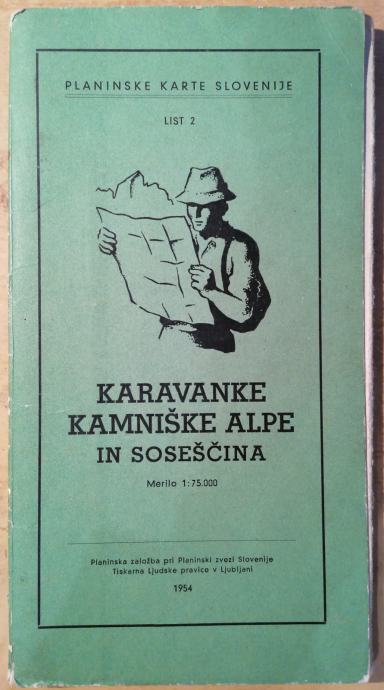 PLANINSKE KARTE SLOVENIJE
LIST 2
KARAVANKE
KAMNIŠKE ALPE
IN SOSEŠČINA
Merilo 1:75.000
Planinska založba pri Planinski zvezi Slovenije
Tiskarna Ljudske pravice v Ljubljani
1954